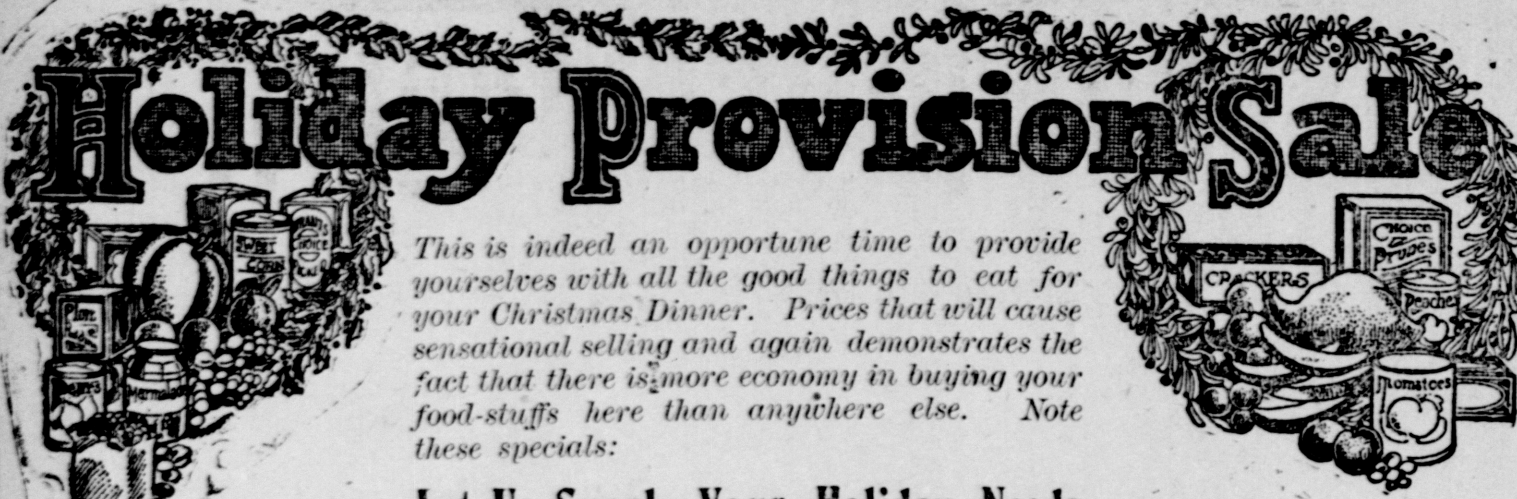 Holiday Provision Sale
This is indeed an opportune time to provide
yourselves with all the good things to eat for
your Christmas Dinner. Prices that will cause
sensational selling and again demonstrates the
fact that there is more economy in buying your
food-stuffs here than anywhere else. Note
these specials:
SWEET
CORN
CHOICE
Marmalade
CRACKERS
CHOICE
Prunes
Peaches
Tomatoes